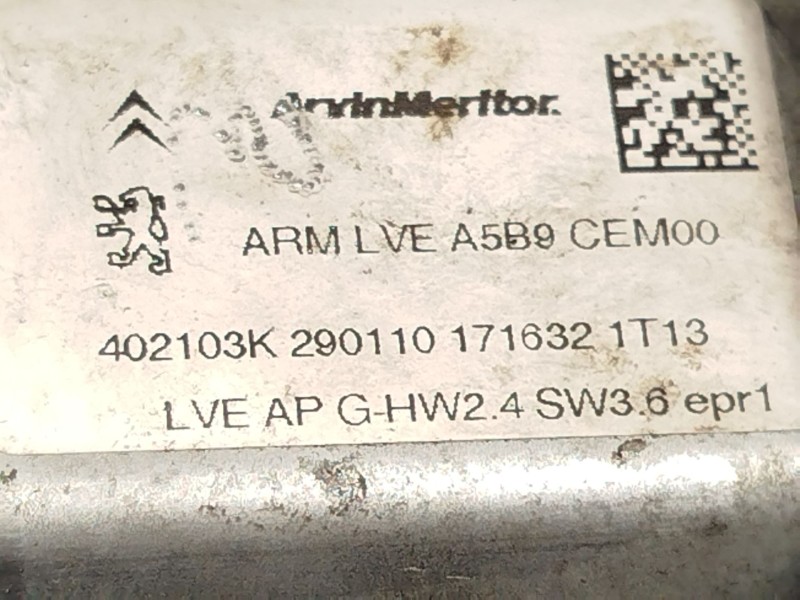 ArvinMeritor.
ARM LVE A5B9 CEM00
402103K 290110 171632 1T13
LVE AP G-HW2.4 SW3.6 epr1